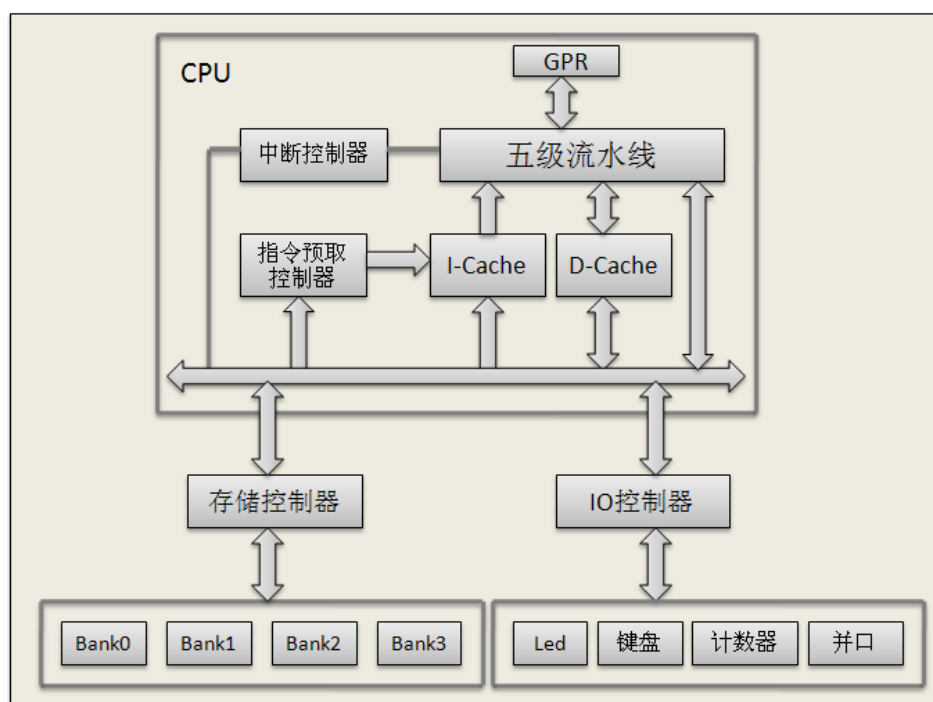 GPR
CPU
中断控制器
五级流水线
指令预取
控制器
I-Cache
D-Cache
存储控制器
IO控制器
Bank0
Bank1
Bank2
Bank3
Led
键盘
计数器
并口